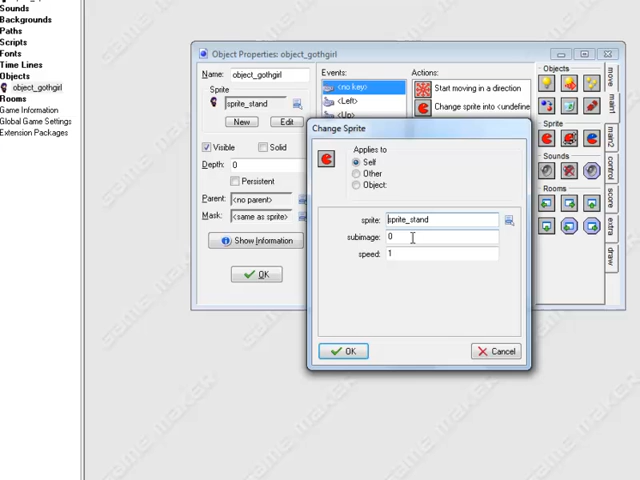 Sounds
Backgrounds
Paths
Scripts
Fonts
Time Lines
Objects
object_gothgirl
Rooms
Game Information
Global Game Settings
Extension Packages
Object Properties: object_gothgirl
Name: object_gothgirl
Sprite
sprite_stand
New
Edit
Visible
Solid
Depth: 0
Persistent
Parent: <no parent>
Mask: <same as sprite>
Show Information
OK
Events:
<no key>
<Left>
<Up>
Actions:
Start moving in a direction
Change sprite into <undefine
Objects
Sprite
Sounds
Rooms
move
main1
main2
control
score
extra
draw
Change Sprite
Applies to
Self
Other
Object:
sprite: sprite_stand
subimage: 0
speed: 1
OK
Cancel
GAME MAKER